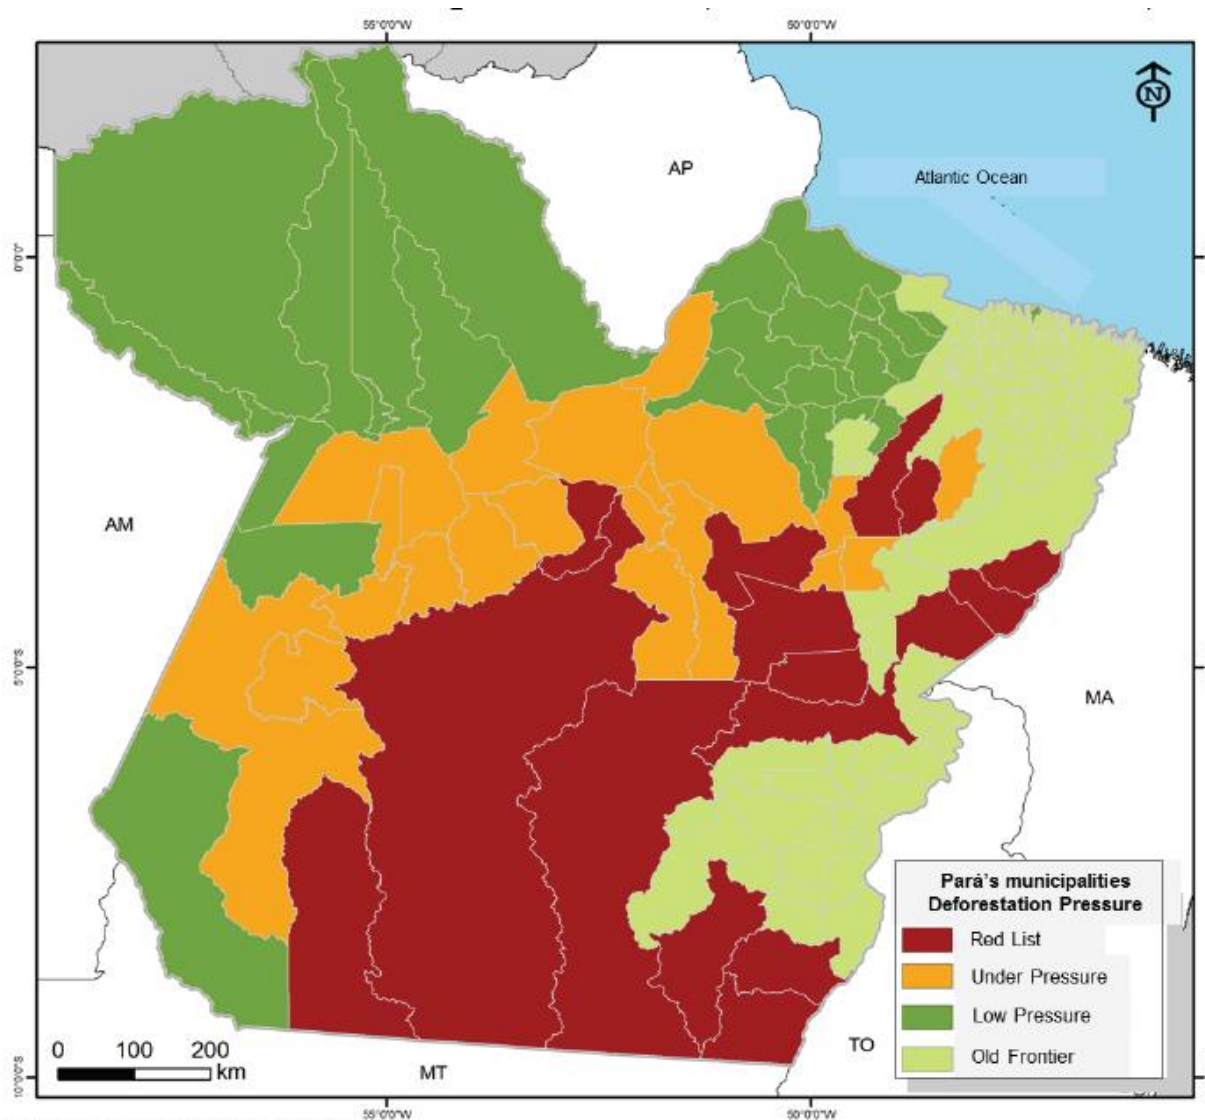 55°0'0"W
50°0'0"W
N
AP
Atlantic Ocean
0°0'0"
AM
5°0'0"S
MA
Pará's municipalities
Deforestation Pressure
Red List
Under Pressure
Low Pressure
Old Frontier
0 100 200
km
MT
TO
10°0'0"S
55°0'0"W
50°0'0"W